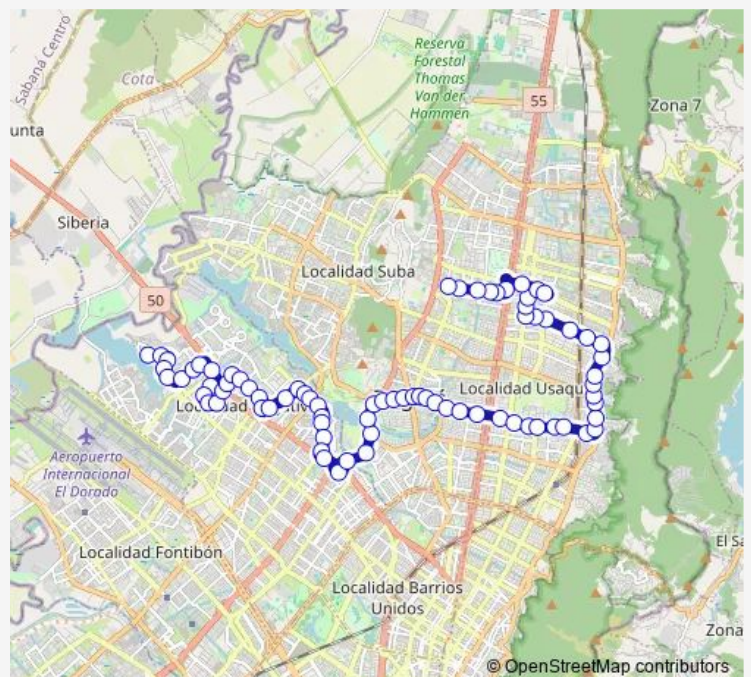 Sabana Centro
Cota
Reserva
Forestal
Thomas
Van der
Hammen
55
Zona 7
unta
Siberia
Localidad Suba
50
Localidad Usaqu
Aeropuerto
Internacional
El Dorado
Localidad Fontibón
El Sa
Localidad Barrios
Unidos
Zona
© OpenStreetMap contributors